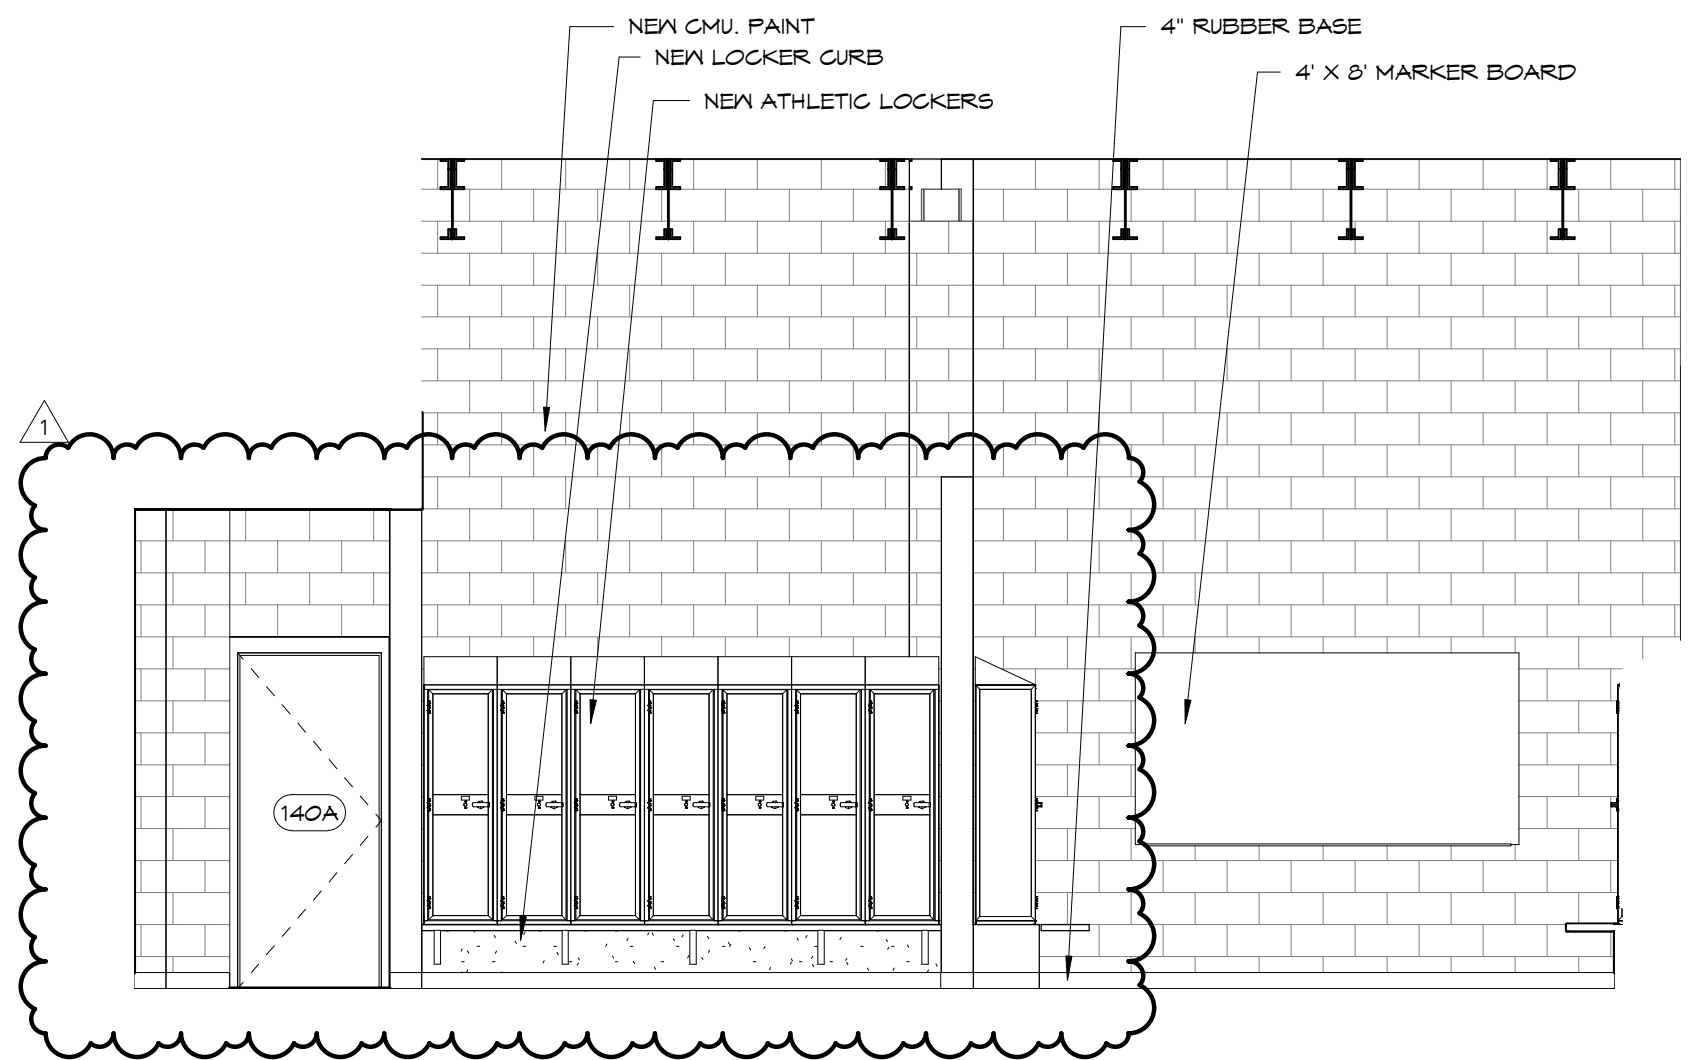 NEW CMU. PAINT
NEW LOCKER CURB
NEW ATHLETIC LOCKERS
4" RUBBER BASE
4' X 8' MARKER BOARD
1
140A